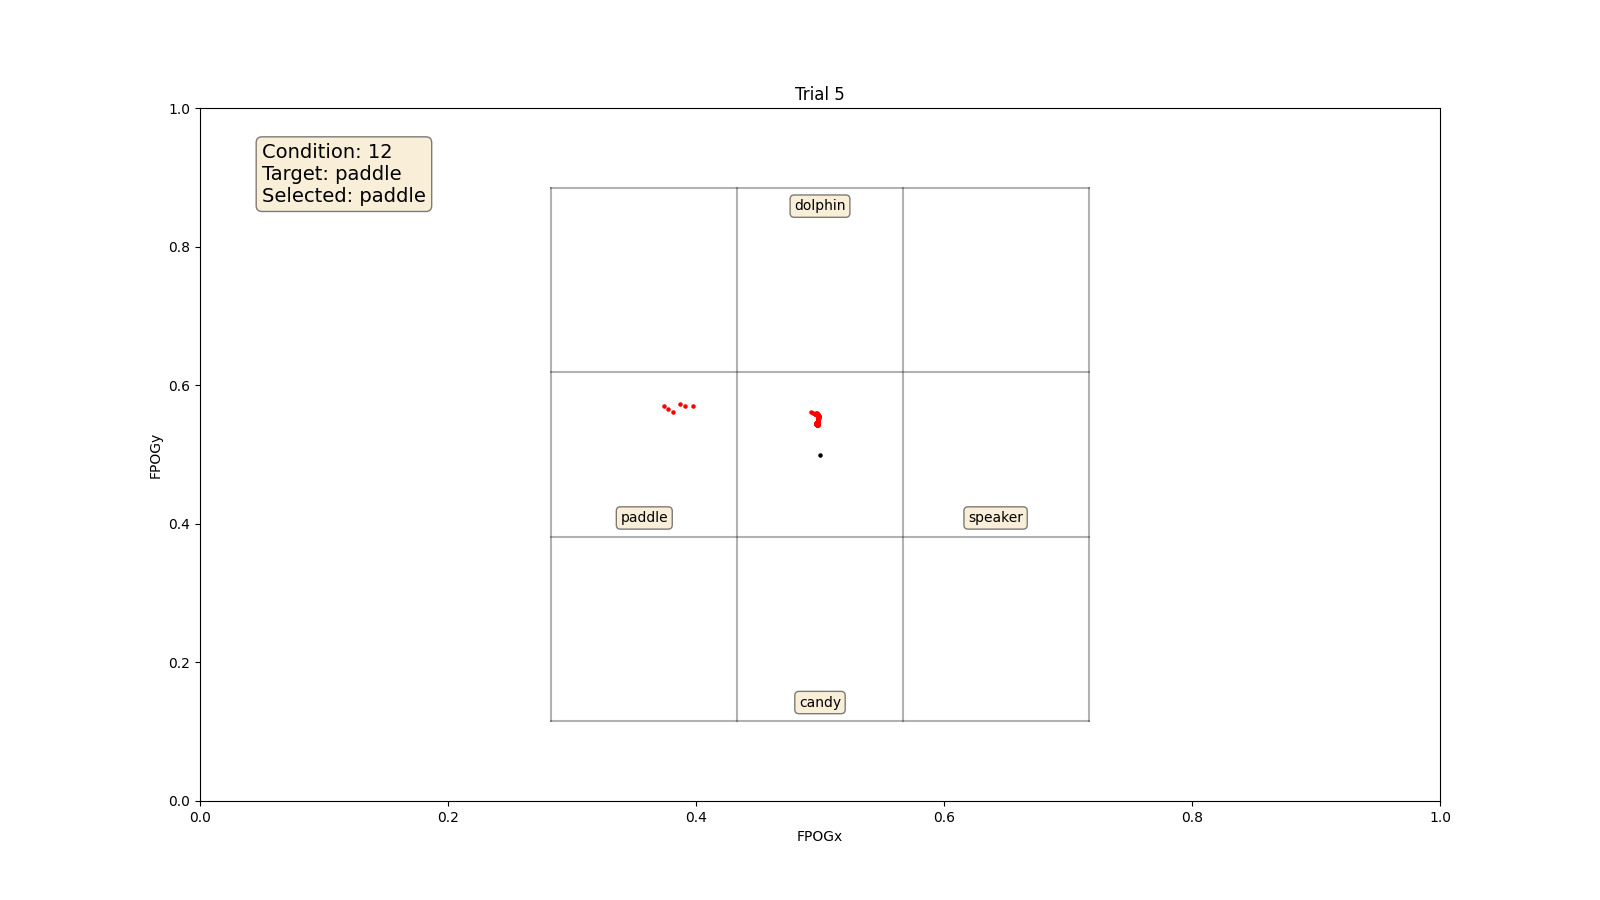 Trial 5
1.0
Condition: 12
Target: paddle
Selected: paddle
dolphin
0.8
0.6
FPOGy
paddle
speaker
0.4
0.2
candy
0.0
0.0
0.2
0.4
0.6
0.8
1.0
FPOGx